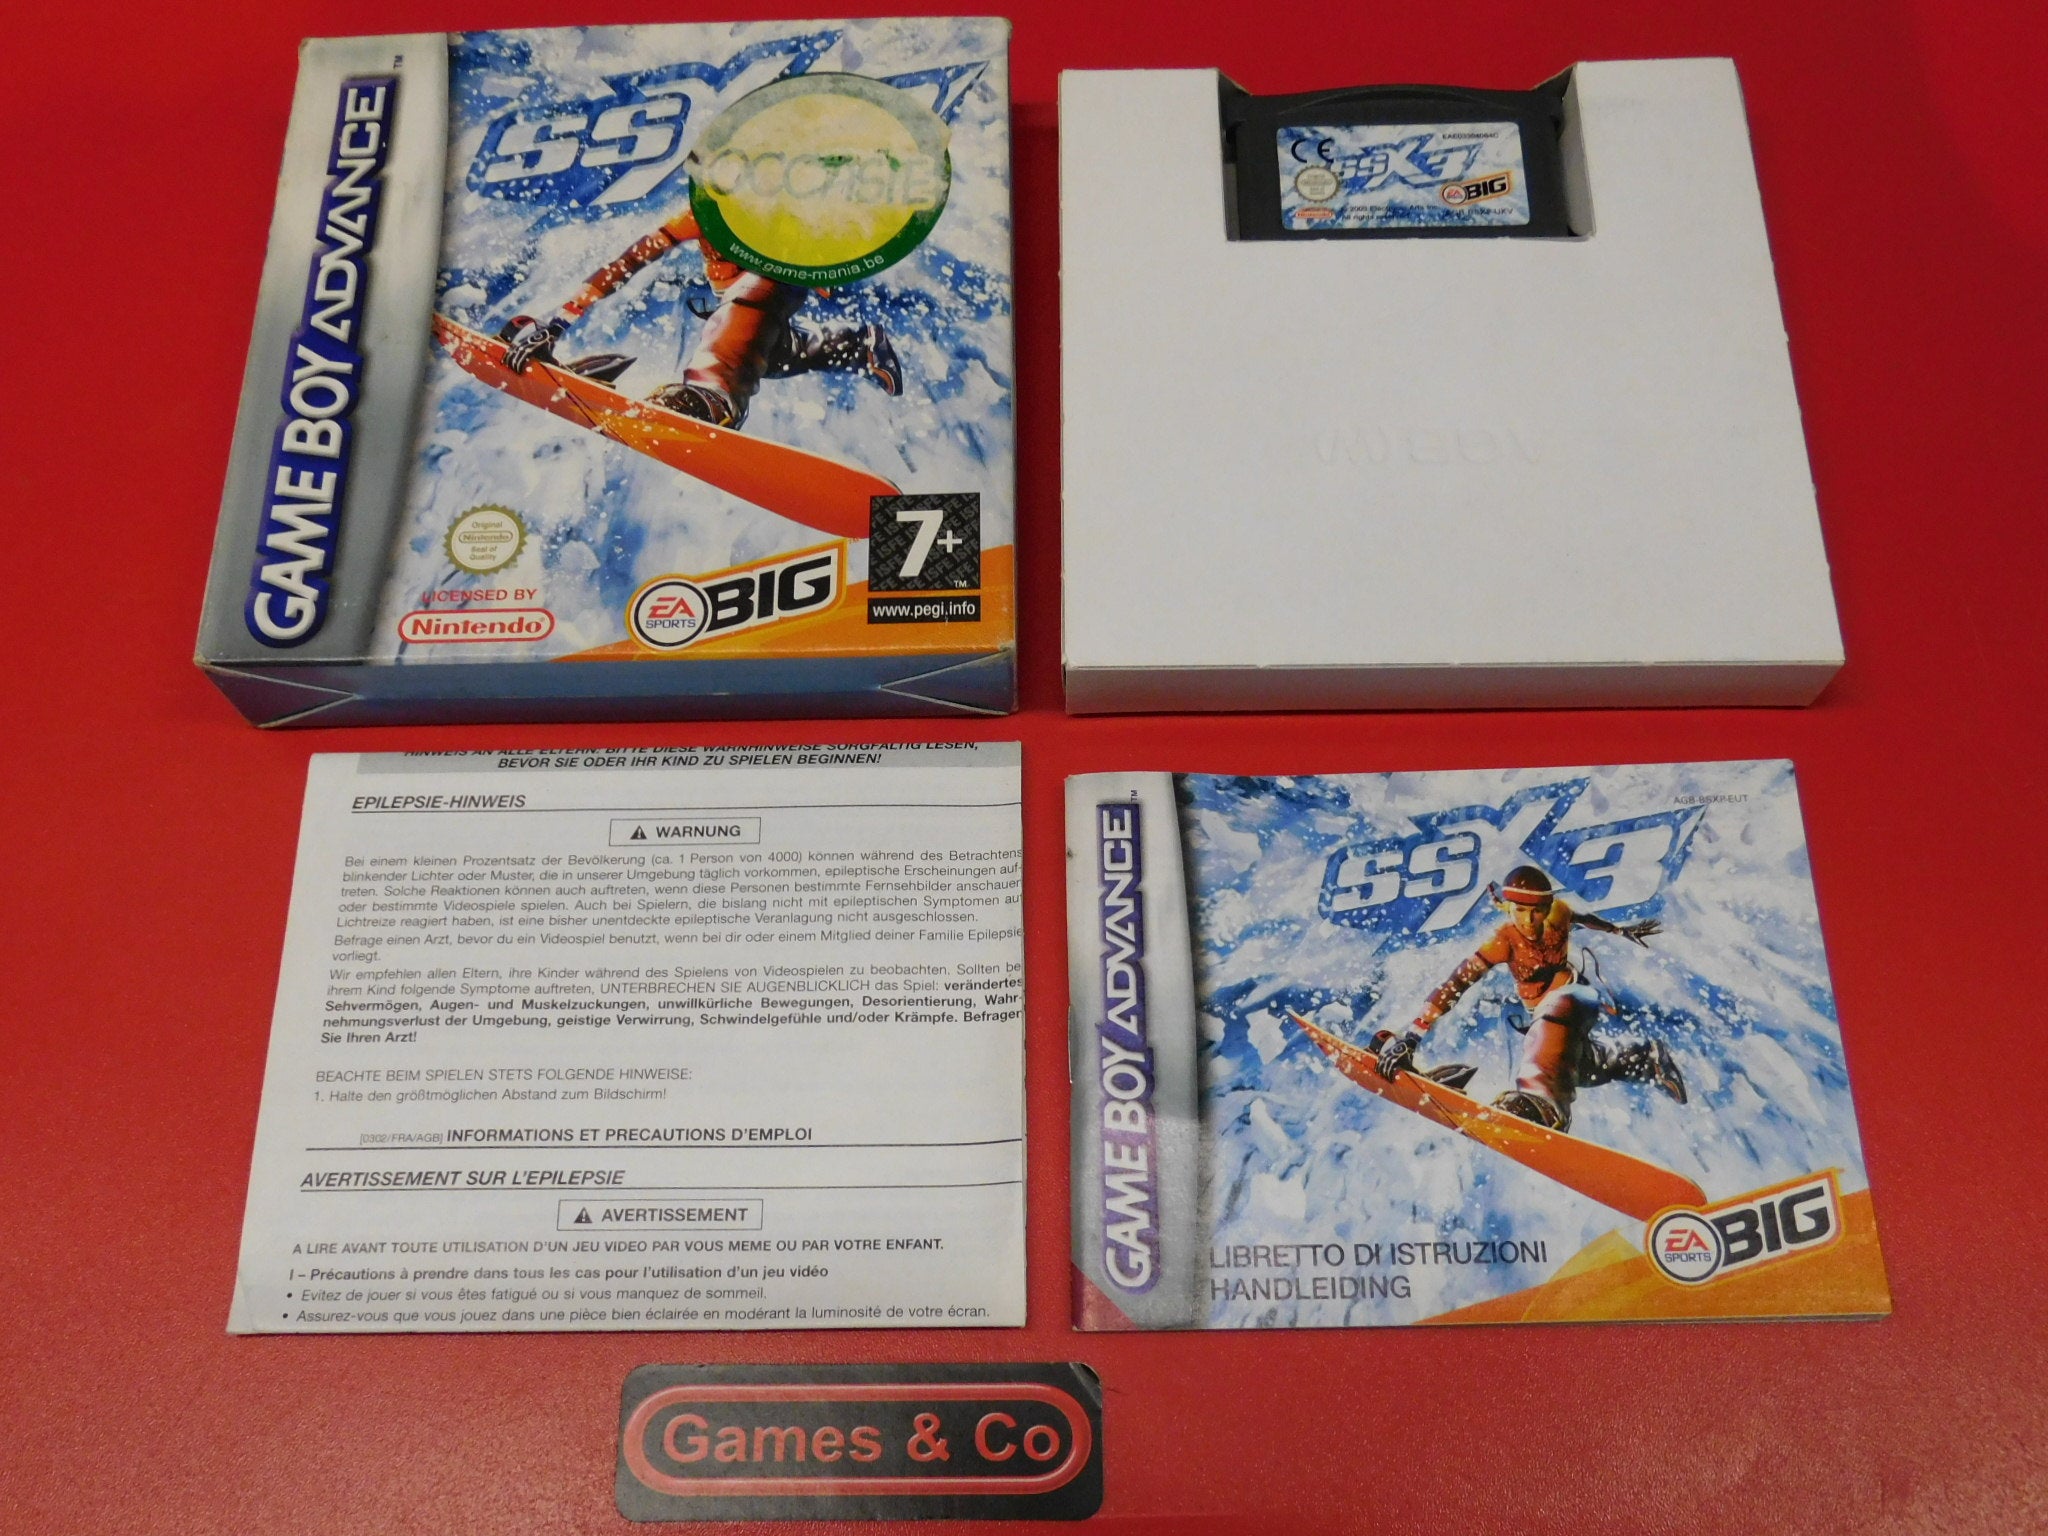 GAME BOY ADVANCE™
SSX
OCCASIE
www.game-mania.be
Original
Nintendo
Seal of
Quality
LICENSED BY
Nintendo®
EA
SPORTS
BIG
7+
™
www.pegi.info
CE
SSX3
EA
BIG
Nintendo
HINWEIS AN ALLE ELTERN: BITTE DIESE WARNHINWEISE SORGFÄLTIG LESEN,
BEVOR SIE ODER IHR KIND ZU SPIELEN BEGINNEN!
EPILEPSIE-HINWEIS
⚠ WARNUNG
Bei einem kleinen Prozentsatz der Bevölkerung (ca. 1 Person von 4000) können während des Betrachtens
blinkender Lichter oder Muster, die in unserer Umgebung täglich vorkommen, epileptische Erscheinungen auf-
treten. Solche Reaktionen können auch auftreten, wenn diese Personen bestimmte Fernsehbilder anschauen
oder bestimmte Videospiele spielen. Auch bei Spielern, die bislang nicht mit epileptischen Symptomen au
Lichtreize reagiert haben, ist eine bisher unentdeckte epileptische Veranlagung nicht ausgeschlossen.
Befrage einen Arzt, bevor du ein Videospiel benutzt, wenn bei dir oder einem Mitglied deiner Familie Epilepsie
vorliegt.
Wir empfehlen allen Eltern, ihre Kinder während des Spielens von Videospielen zu beobachten. Sollten be
ihrem Kind folgende Symptome auftreten, UNTERBRECHEN SIE AUGENBLICKLICH das Spiel: verändertes
Sehvermögen, Augen- und Muskelzuckungen, unwillkürliche Bewegungen, Desorientierung, Wahr-
nehmungsverlust der Umgebung, geistige Verwirrung, Schwindelgefühle und/oder Krämpfe. Befragen
Sie Ihren Arzt!
BEACHTE BEIM SPIELEN STETS FOLGENDE HINWEISE:
1. Halte den größtmöglichen Abstand zum Bildschirm!
[0302/FRA/AGB] INFORMATIONS ET PRECAUTIONS D'EMPLOI
AVERTISSEMENT SUR L'EPILEPSIE
⚠ AVERTISSEMENT
A LIRE AVANT TOUTE UTILISATION D'UN JEU VIDEO PAR VOUS MEME OU PAR VOTRE ENFANT.
I – Précautions à prendre dans tous les cas pour l'utilisation d'un jeu vidéo
• Evitez de jouer si vous êtes fatigué ou si vous manquez de sommeil.
• Assurez-vous que vous jouez dans une pièce bien éclairée en modérant la luminosité de votre écran.
GAME BOY ADVANCE™
AGB-BSXP-EUT
SSX3
EA
SPORTS
BIG
LIBRETTO DI ISTRUZIONI
HANDLEIDING
Games & Co